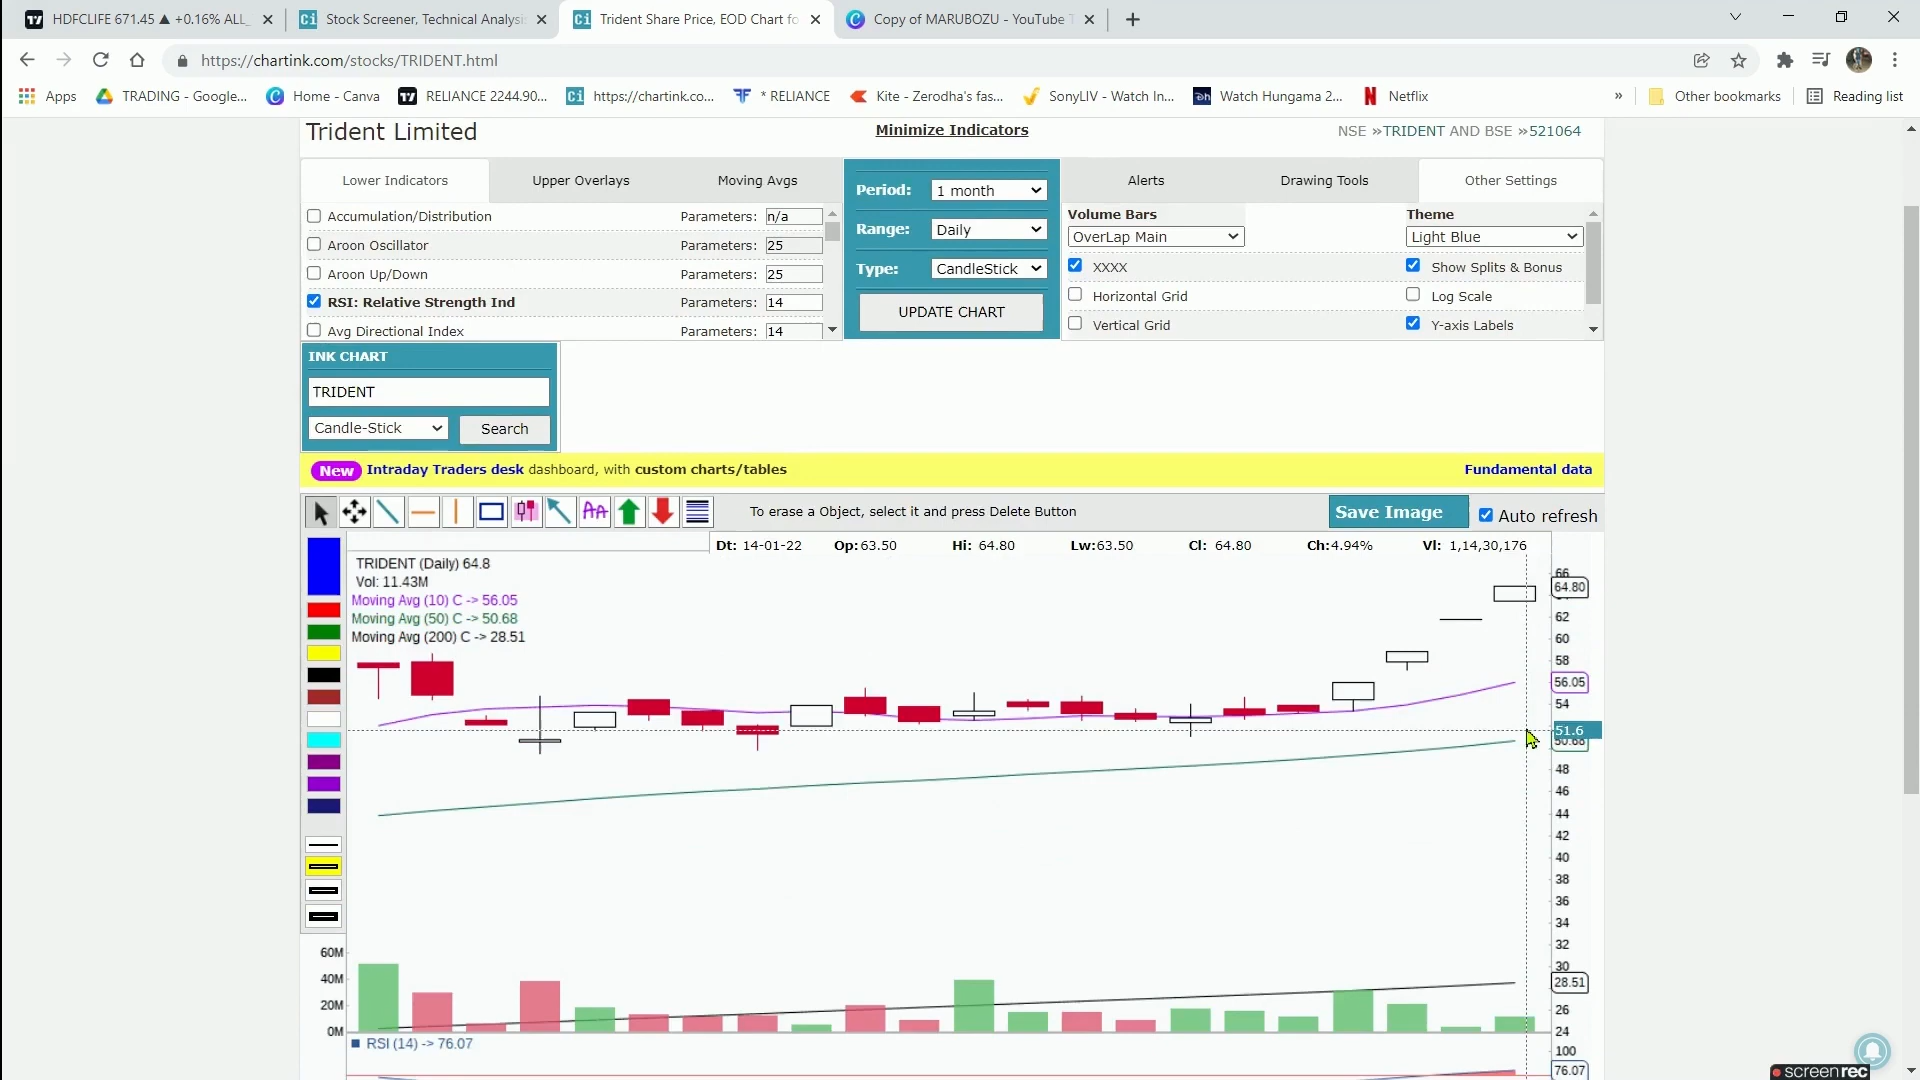 HDFCLIFE 671.45 ▲ +0.16% ALL_
Stock Screener, Technical Analysis
Trident Share Price, EOD Chart fo
Copy of MARUBOZU - YouTube T
https://chartink.com/stocks/TRIDENT.html
Apps
TRADING - Google...
Home - Canva
RELIANCE 2244.90...
https://chartink.co...
* RELIANCE
Kite - Zerodha's fas...
SonyLIV - Watch In...
Watch Hungama 2...
Netflix
»
Other bookmarks
Reading list
Trident Limited
Minimize Indicators
NSE »TRIDENT AND BSE »521064
Lower Indicators
Upper Overlays
Moving Avgs
Accumulation/Distribution Parameters: n/a
Aroon Oscillator Parameters: 25
Aroon Up/Down Parameters: 25
RSI: Relative Strength Ind Parameters: 14
Avg Directional Index Parameters: 14
Period: 1 month
Range: Daily
Type: CandleStick
UPDATE CHART
Alerts
Drawing Tools
Other Settings
Volume Bars
OverLap Main
XXXX
Horizontal Grid
Vertical Grid
Theme
Light Blue
Show Splits & Bonus
Log Scale
Y-axis Labels
INK CHART
TRIDENT
Candle-Stick
Search
New Intraday Traders desk dashboard, with custom charts/tables
Fundamental data
AA
To erase a Object, select it and press Delete Button
Save Image
Auto refresh
Dt: 14-01-22 Op:63.50 Hi: 64.80 Lw:63.50 Cl: 64.80 Ch:4.94% Vl: 1,14,30,176
TRIDENT (Daily) 64.8
Vol: 11.43M
Moving Avg (10) C -> 56.05
Moving Avg (50) C -> 50.68
Moving Avg (200) C -> 28.51
66
64.80
62
60
58
56.05
54
51.6
50.68
48
46
44
42
40
38
36
34
32
30
28.51
26
24
60M
40M
20M
0M
RSI (14) -> 76.07
100
76.07
screenrec